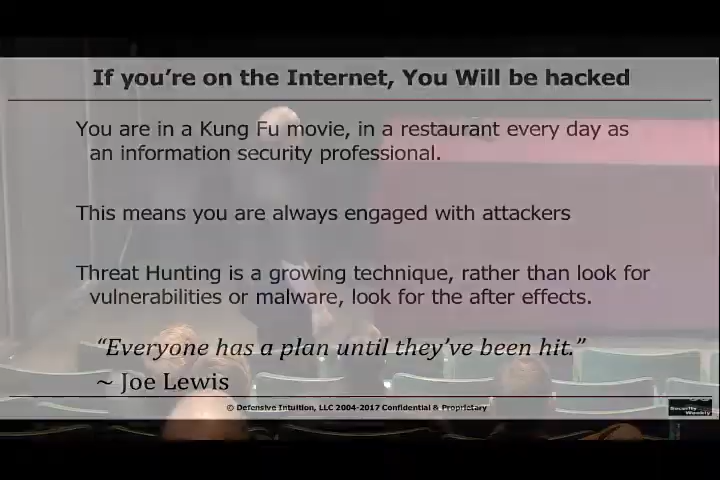 If you're on the Internet, You Will be hacked
You are in a Kung Fu movie, in a restaurant every day as
an information security professional.
This means you are always engaged with attackers
Threat Hunting is a growing technique, rather than look for
vulnerabilities or malware, look for the after effects.
“Everyone has a plan until they’ve been hit.”
~ Joe Lewis
© Defensive Intuition, LLC 2004-2017 Confidential & Proprietary
Security
Weekly